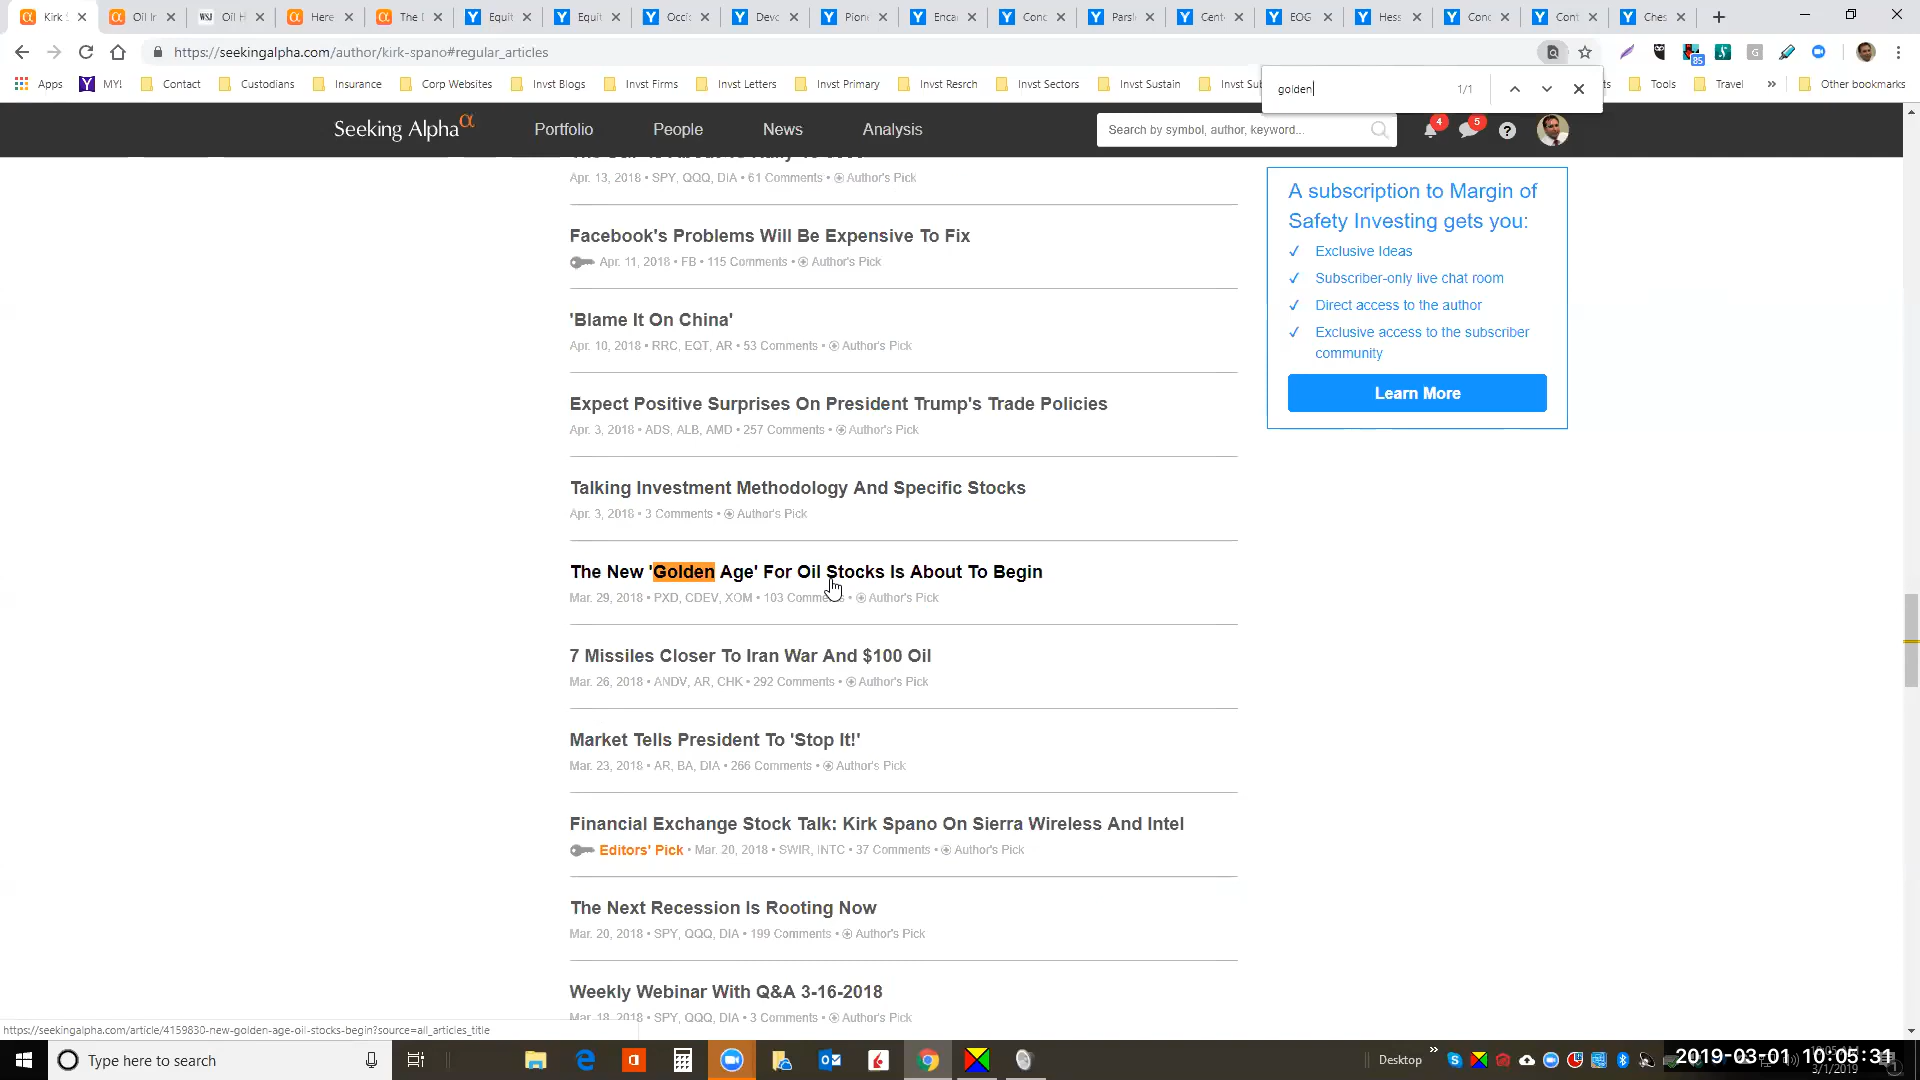 Kirk S
Oil Ir
WSJ
Oil H
Here
The D
Equit
Equit
Occi
Devo
Pion
Enca
Conc
Parsl
Cent
EOG
Hess
Conc
Cont
Ches
https://seekingalpha.com/author/kirk-spano#regular_articles
85
Apps
MY!
Contact
Custodians
Insurance
Corp Websites
Invst Blogs
Invst Firms
Invst Letters
Invst Primary
Invst Resrch
Invst Sectors
Invst Sustain
Invst Sub
Tools
Travel
»
Other bookmarks
golden
1/1
Seeking Alpha α
Portfolio
People
News
Analysis
Search by symbol, author, keyword...
4
5
Apr. 13, 2018 • SPY, QQQ, DIA • 61 Comments • Author's Pick
Facebook's Problems Will Be Expensive To Fix
Apr. 11, 2018 • FB • 115 Comments • Author's Pick
'Blame It On China'
Apr. 10, 2018 • RRC, EQT, AR • 53 Comments • Author's Pick
Expect Positive Surprises On President Trump's Trade Policies
Apr. 3, 2018 • ADS, ALB, AMD • 257 Comments • Author's Pick
Talking Investment Methodology And Specific Stocks
Apr. 3, 2018 • 3 Comments • Author's Pick
The New 'Golden Age' For Oil Stocks Is About To Begin
Mar. 29, 2018 • PXD, CDEV, XOM • 103 Comments • Author's Pick
7 Missiles Closer To Iran War And $100 Oil
Mar. 26, 2018 • ANDV, AR, CHK • 292 Comments • Author's Pick
Market Tells President To 'Stop It!'
Mar. 23, 2018 • AR, BA, DIA • 266 Comments • Author's Pick
Financial Exchange Stock Talk: Kirk Spano On Sierra Wireless And Intel
Editors' Pick • Mar. 20, 2018 • SWIR, INTC • 37 Comments • Author's Pick
The Next Recession Is Rooting Now
Mar. 20, 2018 • SPY, QQQ, DIA • 199 Comments • Author's Pick
Weekly Webinar With Q&A 3-16-2018
Mar. 18, 2018 • SPY, QQQ, DIA • 3 Comments • Author's Pick
A subscription to Margin of
Safety Investing gets you:
✓ Exclusive Ideas
✓ Subscriber-only live chat room
✓ Direct access to the author
✓ Exclusive access to the subscriber
community
Learn More
https://seekingalpha.com/article/4159830-new-golden-age-oil-stocks-begin?source=all_articles_title
Type here to search
Desktop
»
2019-03-01 10:05:31
3/1/2019